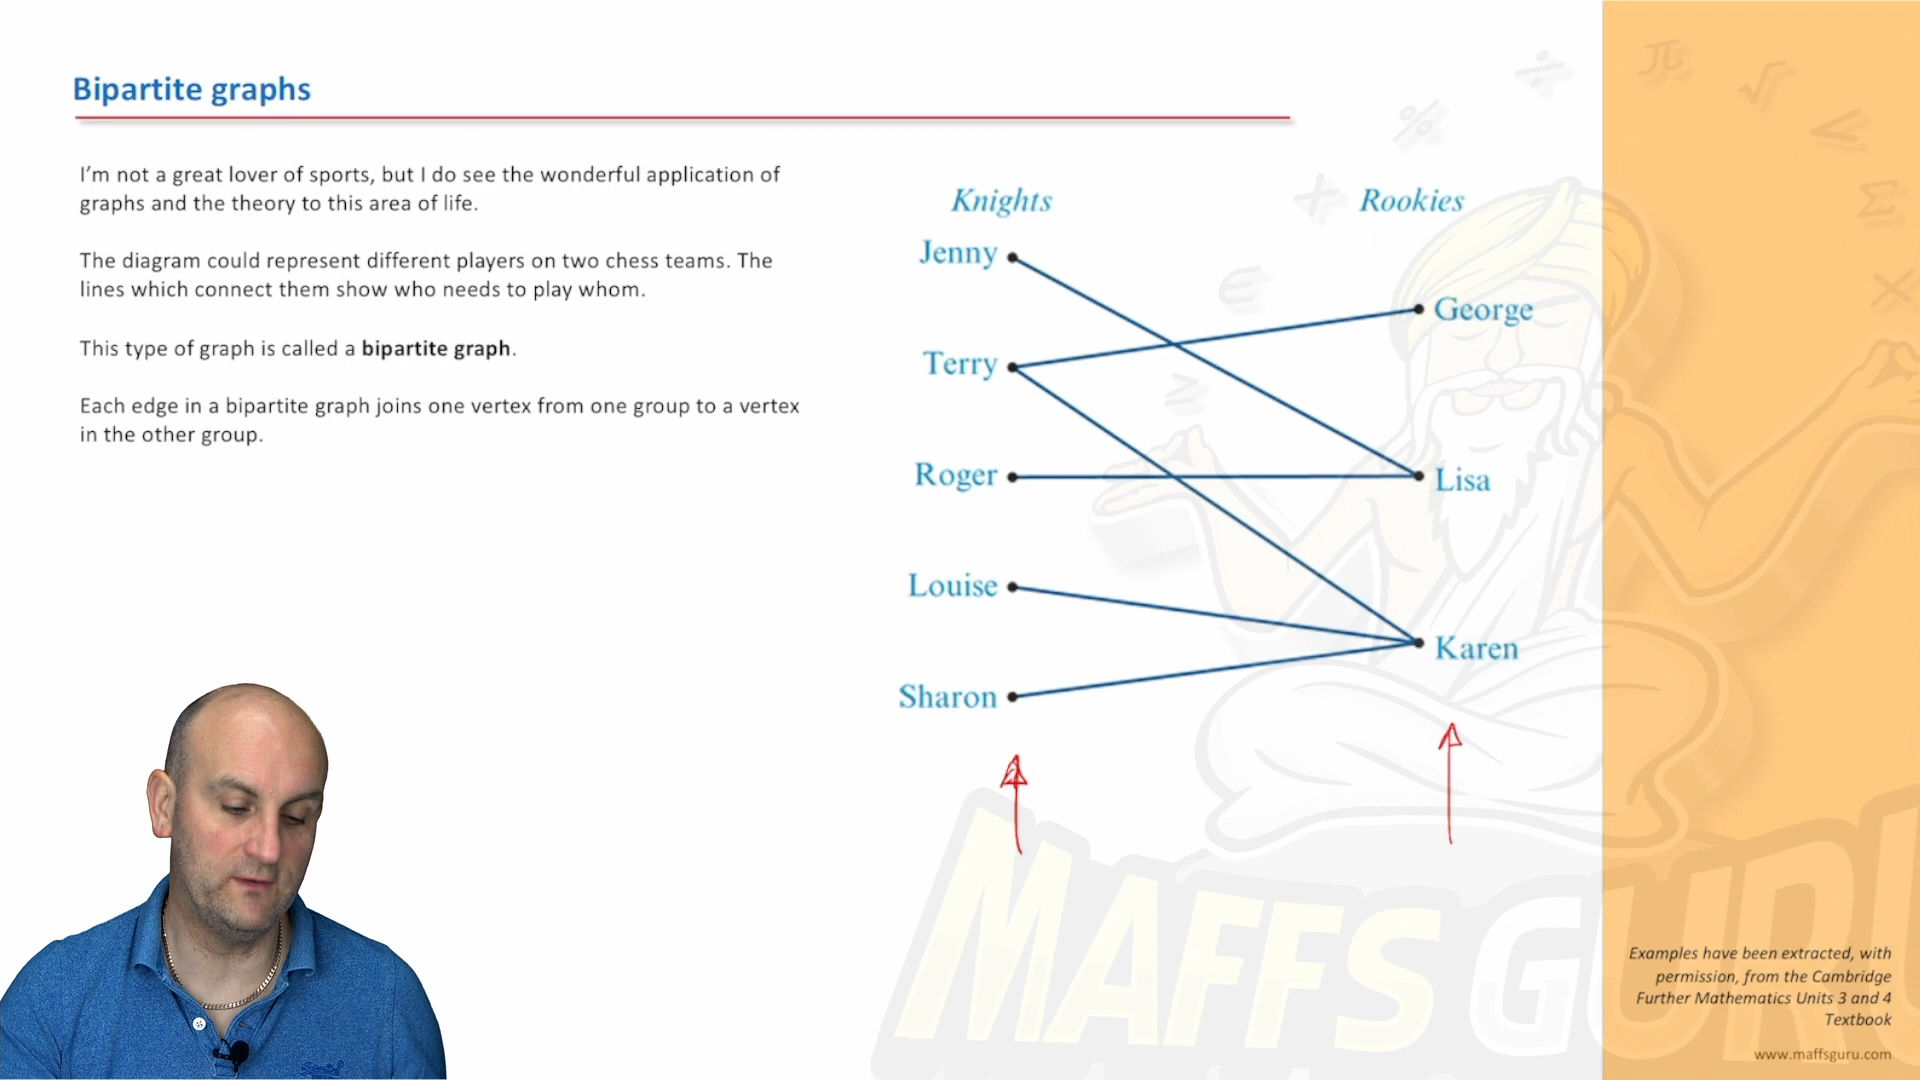 Bipartite graphs
I'm not a great lover of sports, but I do see the wonderful application of
graphs and the theory to this area of life.
The diagram could represent different players on two chess teams. The
lines which connect them show who needs to play whom.
This type of graph is called a bipartite graph.
Each edge in a bipartite graph joins one vertex from one group to a vertex
in the other group.
Knights
Rookies
Jenny
George
Terry
Roger
Lisa
Louise
Karen
Sharon
MAFFS GURU
Examples have been extracted, with
permission, from the Cambridge
Further Mathematics Units 3 and 4
Textbook
www.maffsguru.com